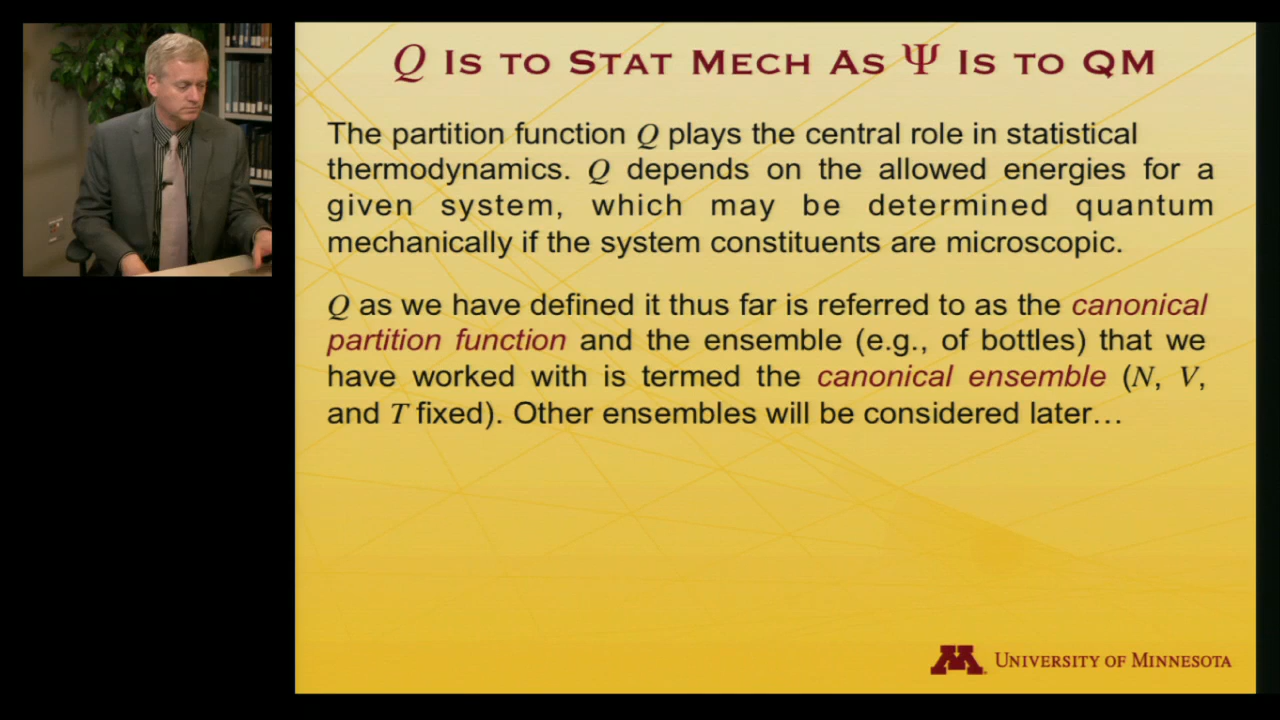 Q IS TO STAT MECH AS Ψ IS TO QM
The partition function Q plays the central role in statistical
thermodynamics. Q depends on the allowed energies for a
given system, which may be determined quantum
mechanically if the system constituents are microscopic.
Q as we have defined it thus far is referred to as the canonical
partition function and the ensemble (e.g., of bottles) that we
have worked with is termed the canonical ensemble (N, V,
and T fixed). Other ensembles will be considered later…
M UNIVERSITY OF MINNESOTA